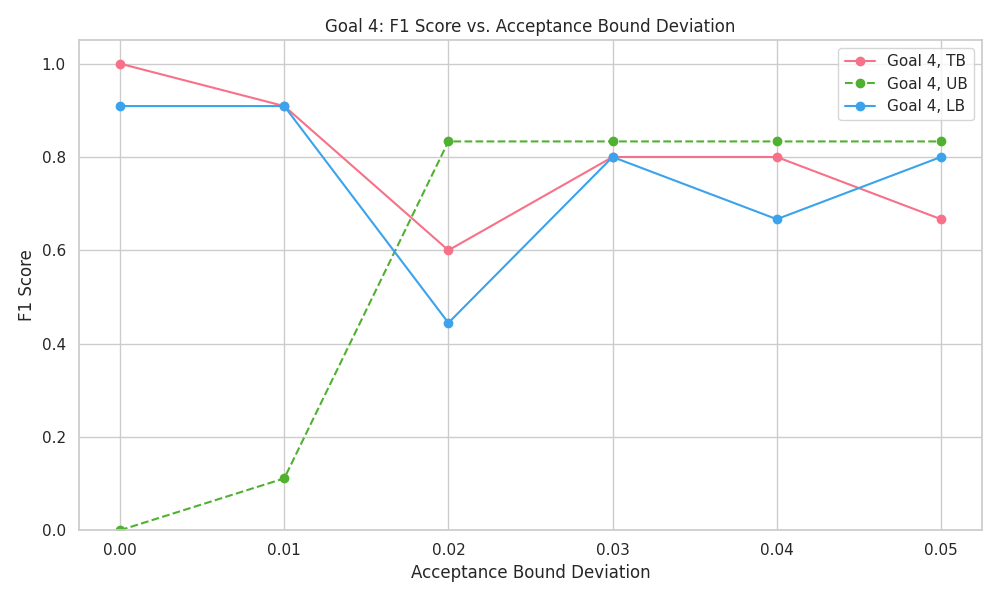 Goal 4: F1 Score vs. Acceptance Bound Deviation
Goal 4, TB
Goal 4, UB
Goal 4, LB
F1 Score
1.0
0.8
0.6
0.4
0.2
0.0
0.00 0.01 0.02 0.03 0.04 0.05
Acceptance Bound Deviation